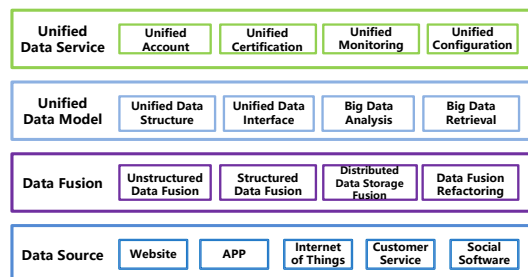 Unified
Data Service
Unified
Account
Unified
Certification
Unified
Monitoring
Unified
Configuration
Unified
Data Model
Unified Data
Structure
Unified Data
Interface
Big Data
Analysis
Big Data
Retrieval
Data Fusion
Unstructured
Data Fusion
Structured
Data Fusion
Distributed
Data Storage
Fusion
Data Fusion
Refactoring
Data Source
Website
APP
Internet
of Things
Customer
Service
Social
Software